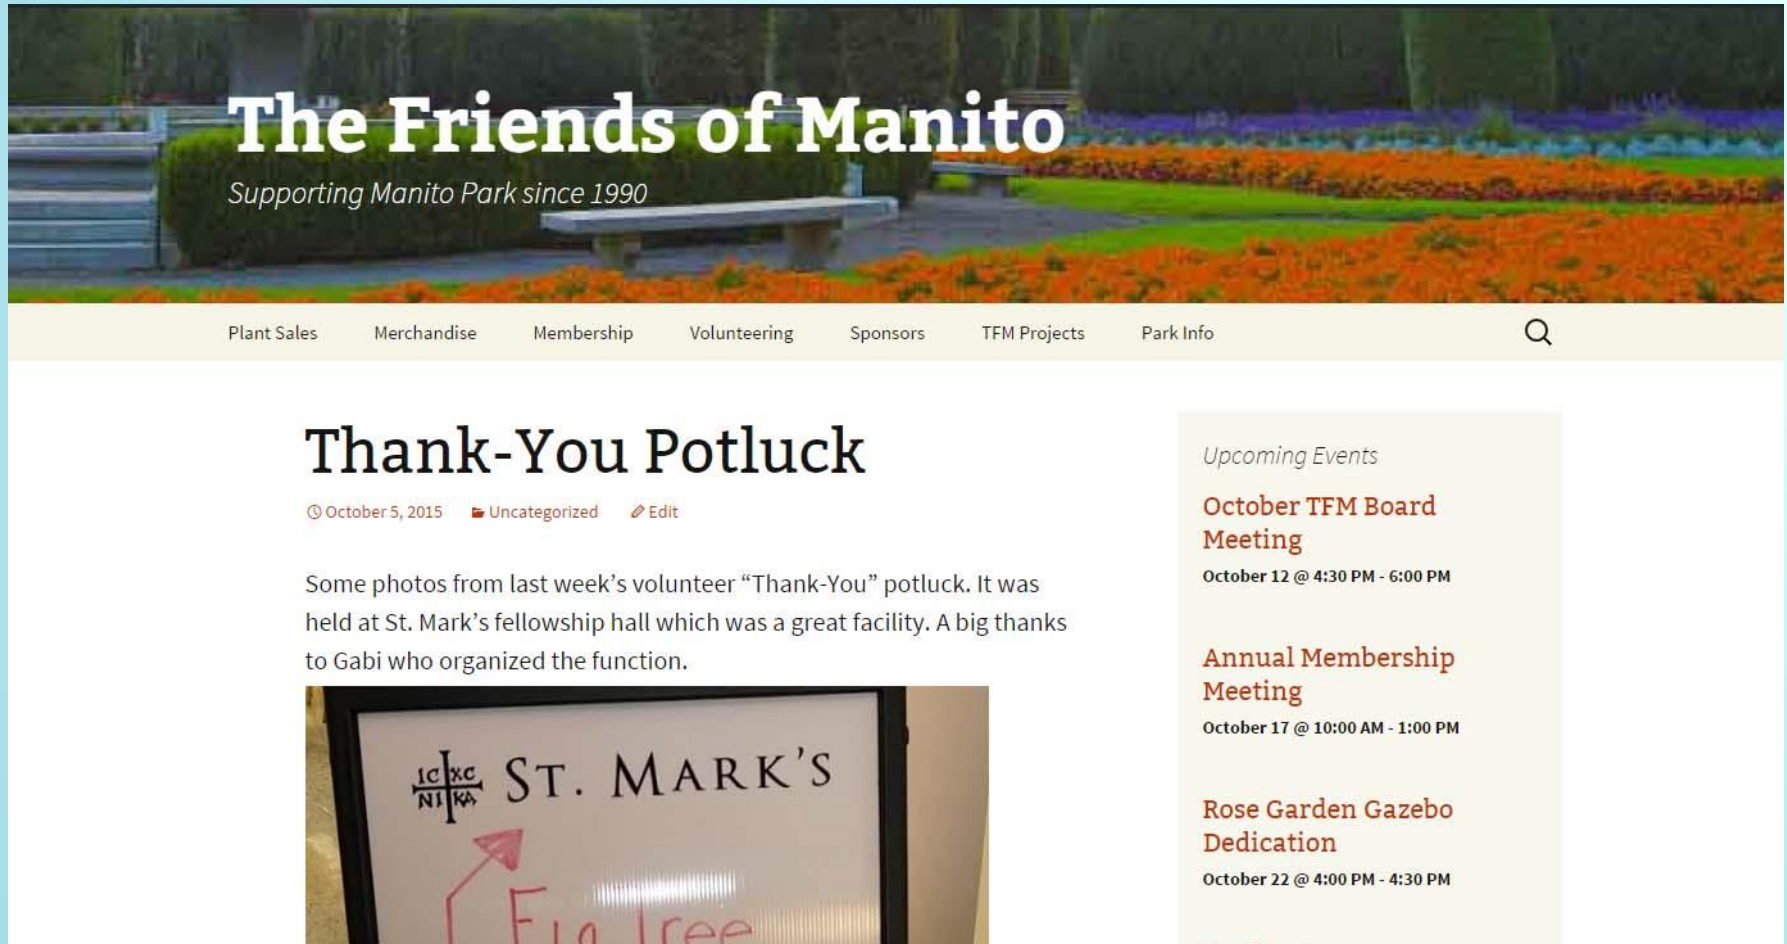 The Friends of Manito
Supporting Manito Park since 1990
Plant Sales Merchandise Membership Volunteering Sponsors TFM Projects Park Info
Thank-You Potluck
October 5, 2015 Uncategorized Edit
Some photos from last week’s volunteer “Thank-You” potluck. It was
held at St. Mark’s fellowship hall which was a great facility. A big thanks
to Gabi who organized the function.
IC XC
NI KA
ST. MARK'S
Fig Tree
Upcoming Events
October TFM Board
Meeting
October 12 @ 4:30 PM - 6:00 PM
Annual Membership
Meeting
October 17 @ 10:00 AM - 1:00 PM
Rose Garden Gazebo
Dedication
October 22 @ 4:00 PM - 4:30 PM